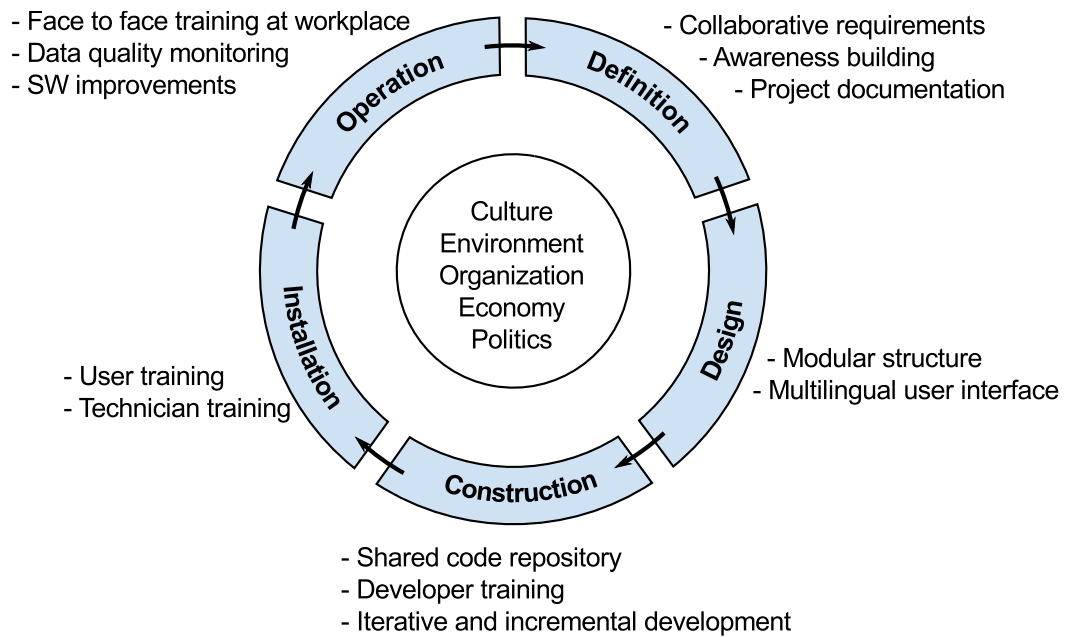 - Face to face training at workplace
- Data quality monitoring
- SW improvements
Operation
Definition
- Collaborative requirements
- Awareness building
- Project documentation
Culture
Environment
Organization
Economy
Politics
Design
- Modular structure
- Multilingual user interface
Construction
- Shared code repository
- Developer training
- Iterative and incremental development
Installation
- User training
- Technician training